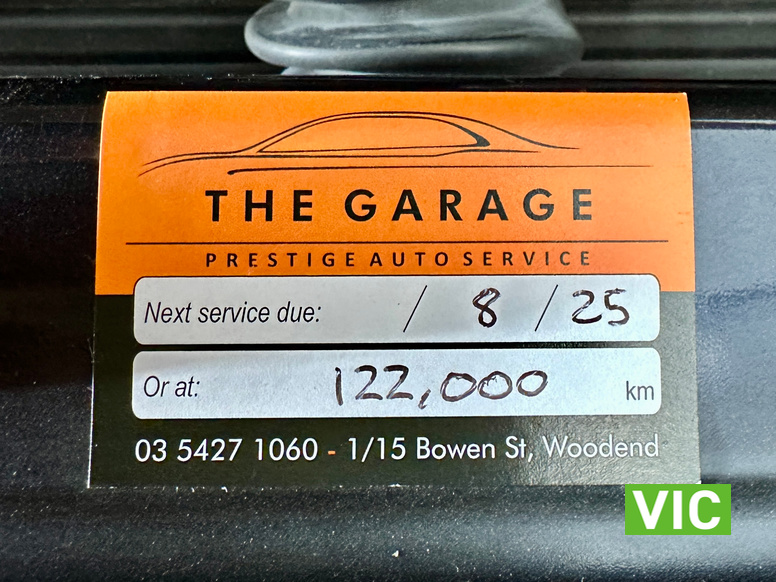 THE GARAGE
PRESTIGE AUTO SERVICE
Next service due: / 8 / 25
Or at: 122,000 km
03 5427 1060 - 1/15 Bowen St, Woodend
VIC